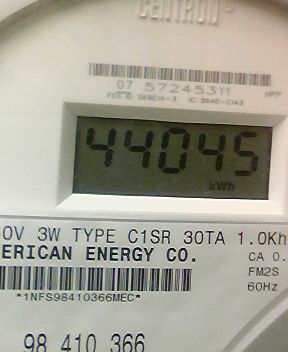 CENTRON
07 57245311
HPP
44045
kWh
0V 3W TYPE C1SR 30TA 1.0Kh
ERICAN ENERGY CO.
CA 0.
FM2S
60Hz
*1NFS98410366MEC*
98 410 366